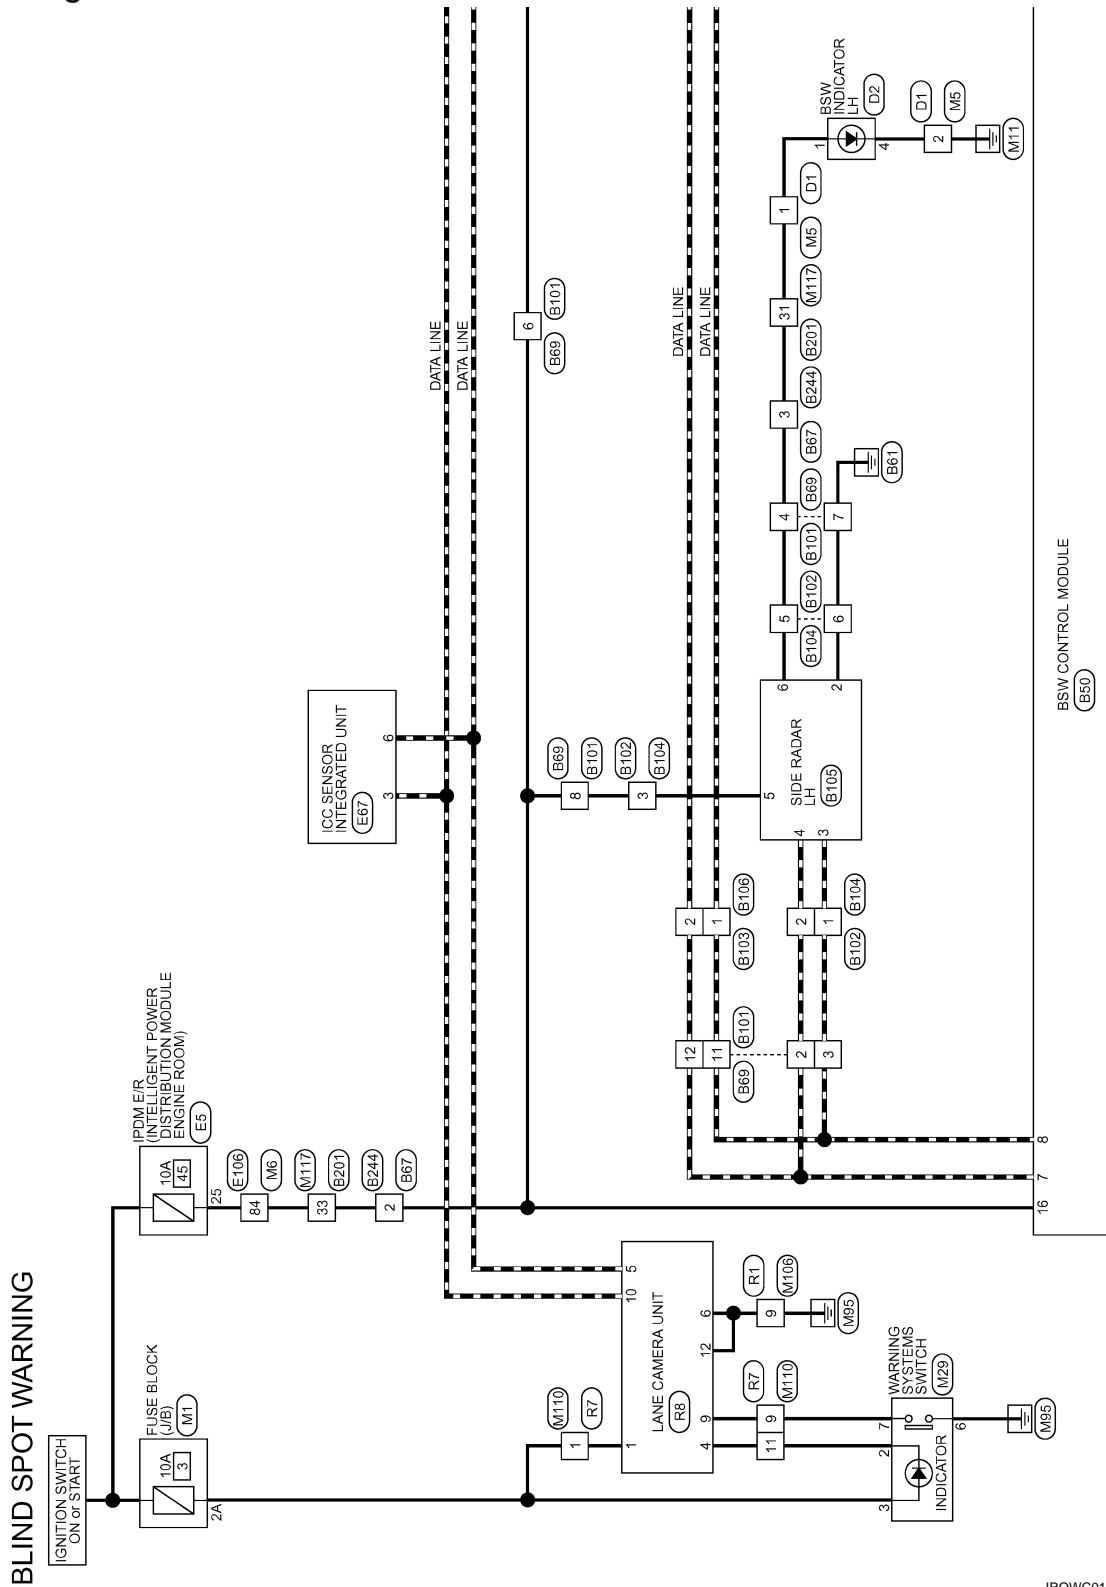 BLIND SPOT WARNING
IGNITION SWITCH
ON or START
FUSE BLOCK
(J/B)
M1
10A
3
2A
IPDM E/R
(INTELLIGENT POWER
DISTRIBUTION MODULE
ENGINE ROOM)
E5
10A
45
25
84
E106
M6
33
M117
B201
2
B244
B67
ICC SENSOR
INTEGRATED UNIT
E67
3
6
DATA LINE
DATA LINE
6
B69
B101
8
B69
B101
3
B102
B104
1
M110
R7
LANE CAMERA UNIT
R8
1
10
5
4
9
12
6
9
R1
M106
M95
11
9
R7
M110
WARNING
SYSTEMS
SWITCH
M29
3
2
7
6
INDICATOR
M95
DATA LINE
DATA LINE
12
11
B69
B101
2
3
2
1
B103
B106
2
1
B102
B104
SIDE RADAR
LH
B105
4
3
5
6
2
5
6
B104
B102
4
7
B101
B69
B61
3
B67
B244
31
B201
M117
1
M5
D1
BSW
INDICATOR
LH
D2
1
4
2
D1
M5
M11
16
7
8
BSW CONTROL MODULE
B50